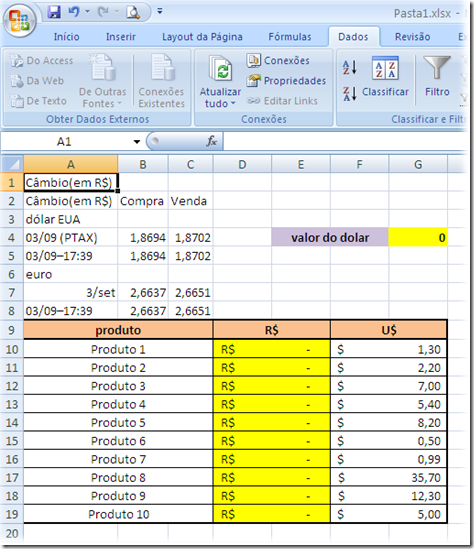 Pasta1.xlsx -
Início Inserir Layout da Página Fórmulas Dados Revisão
Do Access
Da Web
De Texto
De Outras Fontes
Conexões Existentes
Obter Dados Externos
Atualizar tudo
Conexões
Propriedades
Editar Links
Conexões
A Z
Z A
Classificar
Filtro
Classificar e Filt
A1 fx
A B C D E F G
1 Câmbio(em R$)
2 Câmbio(em R$) Compra Venda
3 dólar EUA
4 03/09 (PTAX) 1,8694 1,8702 valor do dolar 0
5 03/09–17:39 1,8694 1,8702
6 euro
7 3/set 2,6637 2,6651
8 03/09–17:39 2,6637 2,6651
9 produto R$ U$
10 Produto 1 R$ - $ 1,30
11 Produto 2 R$ - $ 2,20
12 Produto 3 R$ - $ 7,00
13 Produto 4 R$ - $ 5,40
14 Produto 5 R$ - $ 8,20
15 Produto 6 R$ - $ 0,50
16 Produto 7 R$ - $ 0,99
17 Produto 8 R$ - $ 35,70
18 Produto 9 R$ - $ 12,30
19 Produto 10 R$ - $ 5,00
20